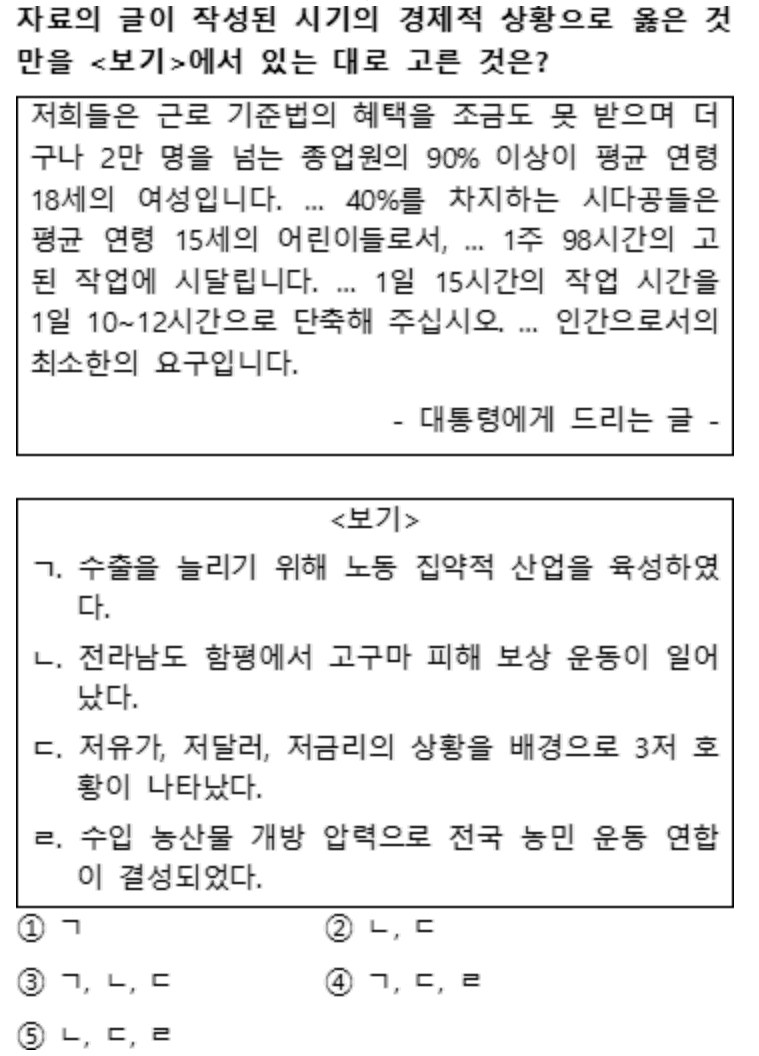 자료의 글이 작성된 시기의 경제적 상황으로 옳은 것
만을 <보기>에서 있는 대로 고른 것은?
저희들은 근로 기준법의 혜택을 조금도 못 받으며 더
구나 2만 명을 넘는 종업원의 90% 이상이 평균 연령
18세의 여성입니다. ... 40%를 차지하는 시다공들은
평균 연령 15세의 어린이들로서, ... 1주 98시간의 고
된 작업에 시달립니다. ... 1일 15시간의 작업 시간을
1일 10~12시간으로 단축해 주십시오. ... 인간으로서의
최소한의 요구입니다.
- 대통령에게 드리는 글 -
<보기>
ㄱ. 수출을 늘리기 위해 노동 집약적 산업을 육성하였
다.
ㄴ. 전라남도 함평에서 고구마 피해 보상 운동이 일어
났다.
ㄷ. 저유가, 저달러, 저금리의 상황을 배경으로 3저 호
황이 나타났다.
ㄹ. 수입 농산물 개방 압력으로 전국 농민 운동 연합
이 결성되었다.
① ㄱ ② ㄴ, ㄷ
③ ㄱ, ㄴ, ㄷ ④ ㄱ, ㄷ, ㄹ
⑤ ㄴ, ㄷ, ㄹ